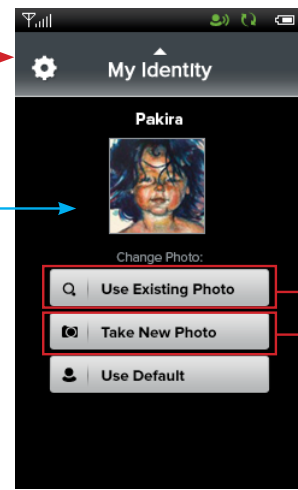 My Identity
Pakira
Change Photo:
Use Existing Photo
Take New Photo
Use Default